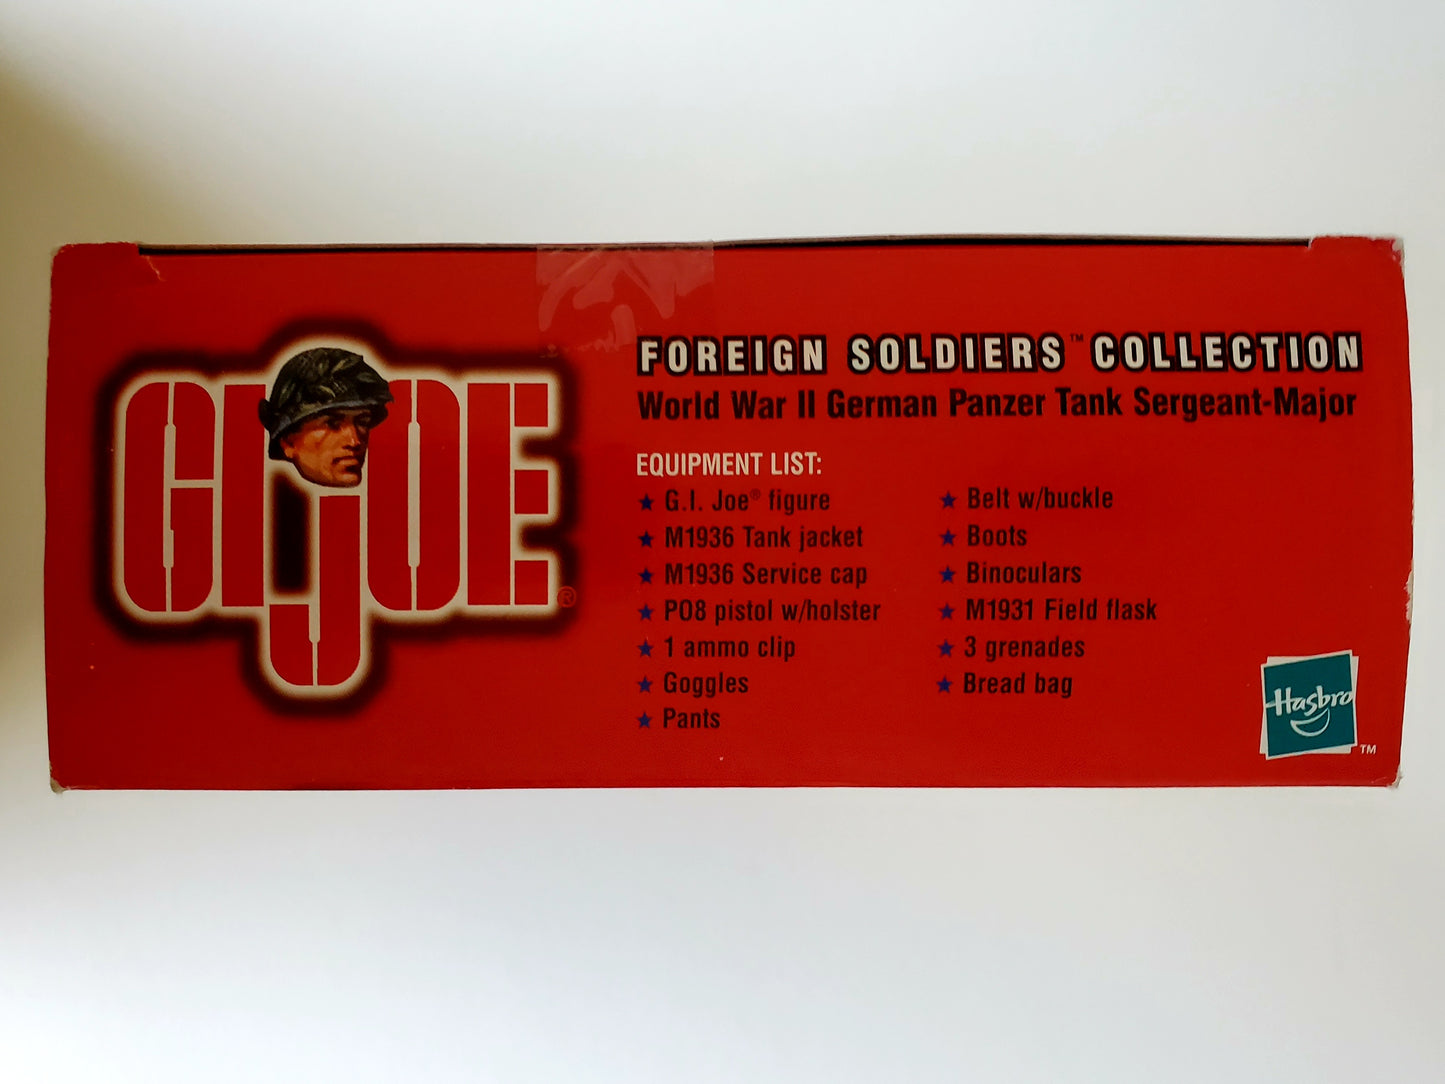 GI JOE®
FOREIGN SOLDIERS™ COLLECTION
World War II German Panzer Tank Sergeant-Major
EQUIPMENT LIST:
★ G.I. Joe® figure
★ M1936 Tank jacket
★ M1936 Service cap
★ PO8 pistol w/holster
★ 1 ammo clip
★ Goggles
★ Pants
★ Belt w/buckle
★ Boots
★ Binoculars
★ M1931 Field flask
★ 3 grenades
★ Bread bag
Hasbro
TM